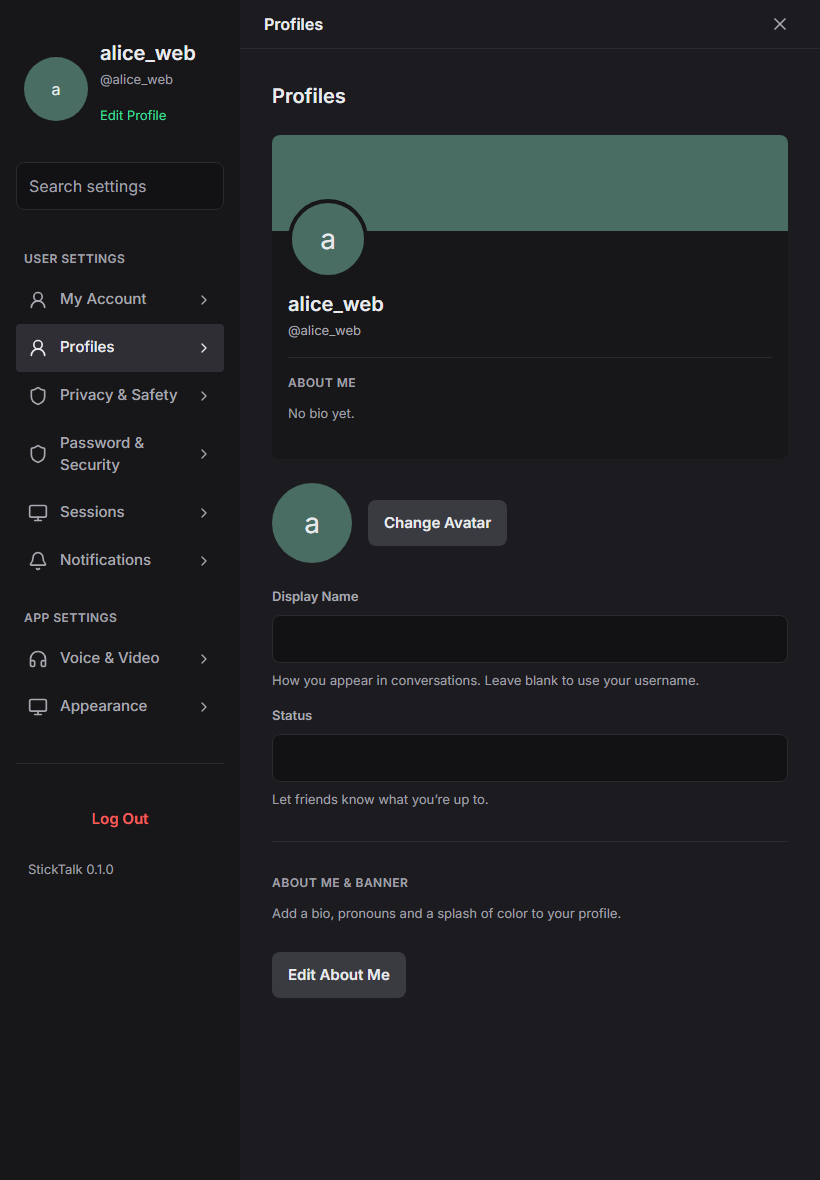 a
alice_web
@alice_web
Edit Profile
Search settings
USER SETTINGS
My Account
Profiles
Privacy & Safety
Password &
Security
Sessions
Notifications
APP SETTINGS
Voice & Video
Appearance
Log Out
StickTalk 0.1.0
Profiles
Profiles
a
alice_web
@alice_web
ABOUT ME
No bio yet.
a
Change Avatar
Display Name
How you appear in conversations. Leave blank to use your username.
Status
Let friends know what you’re up to.
ABOUT ME & BANNER
Add a bio, pronouns and a splash of color to your profile.
Edit About Me